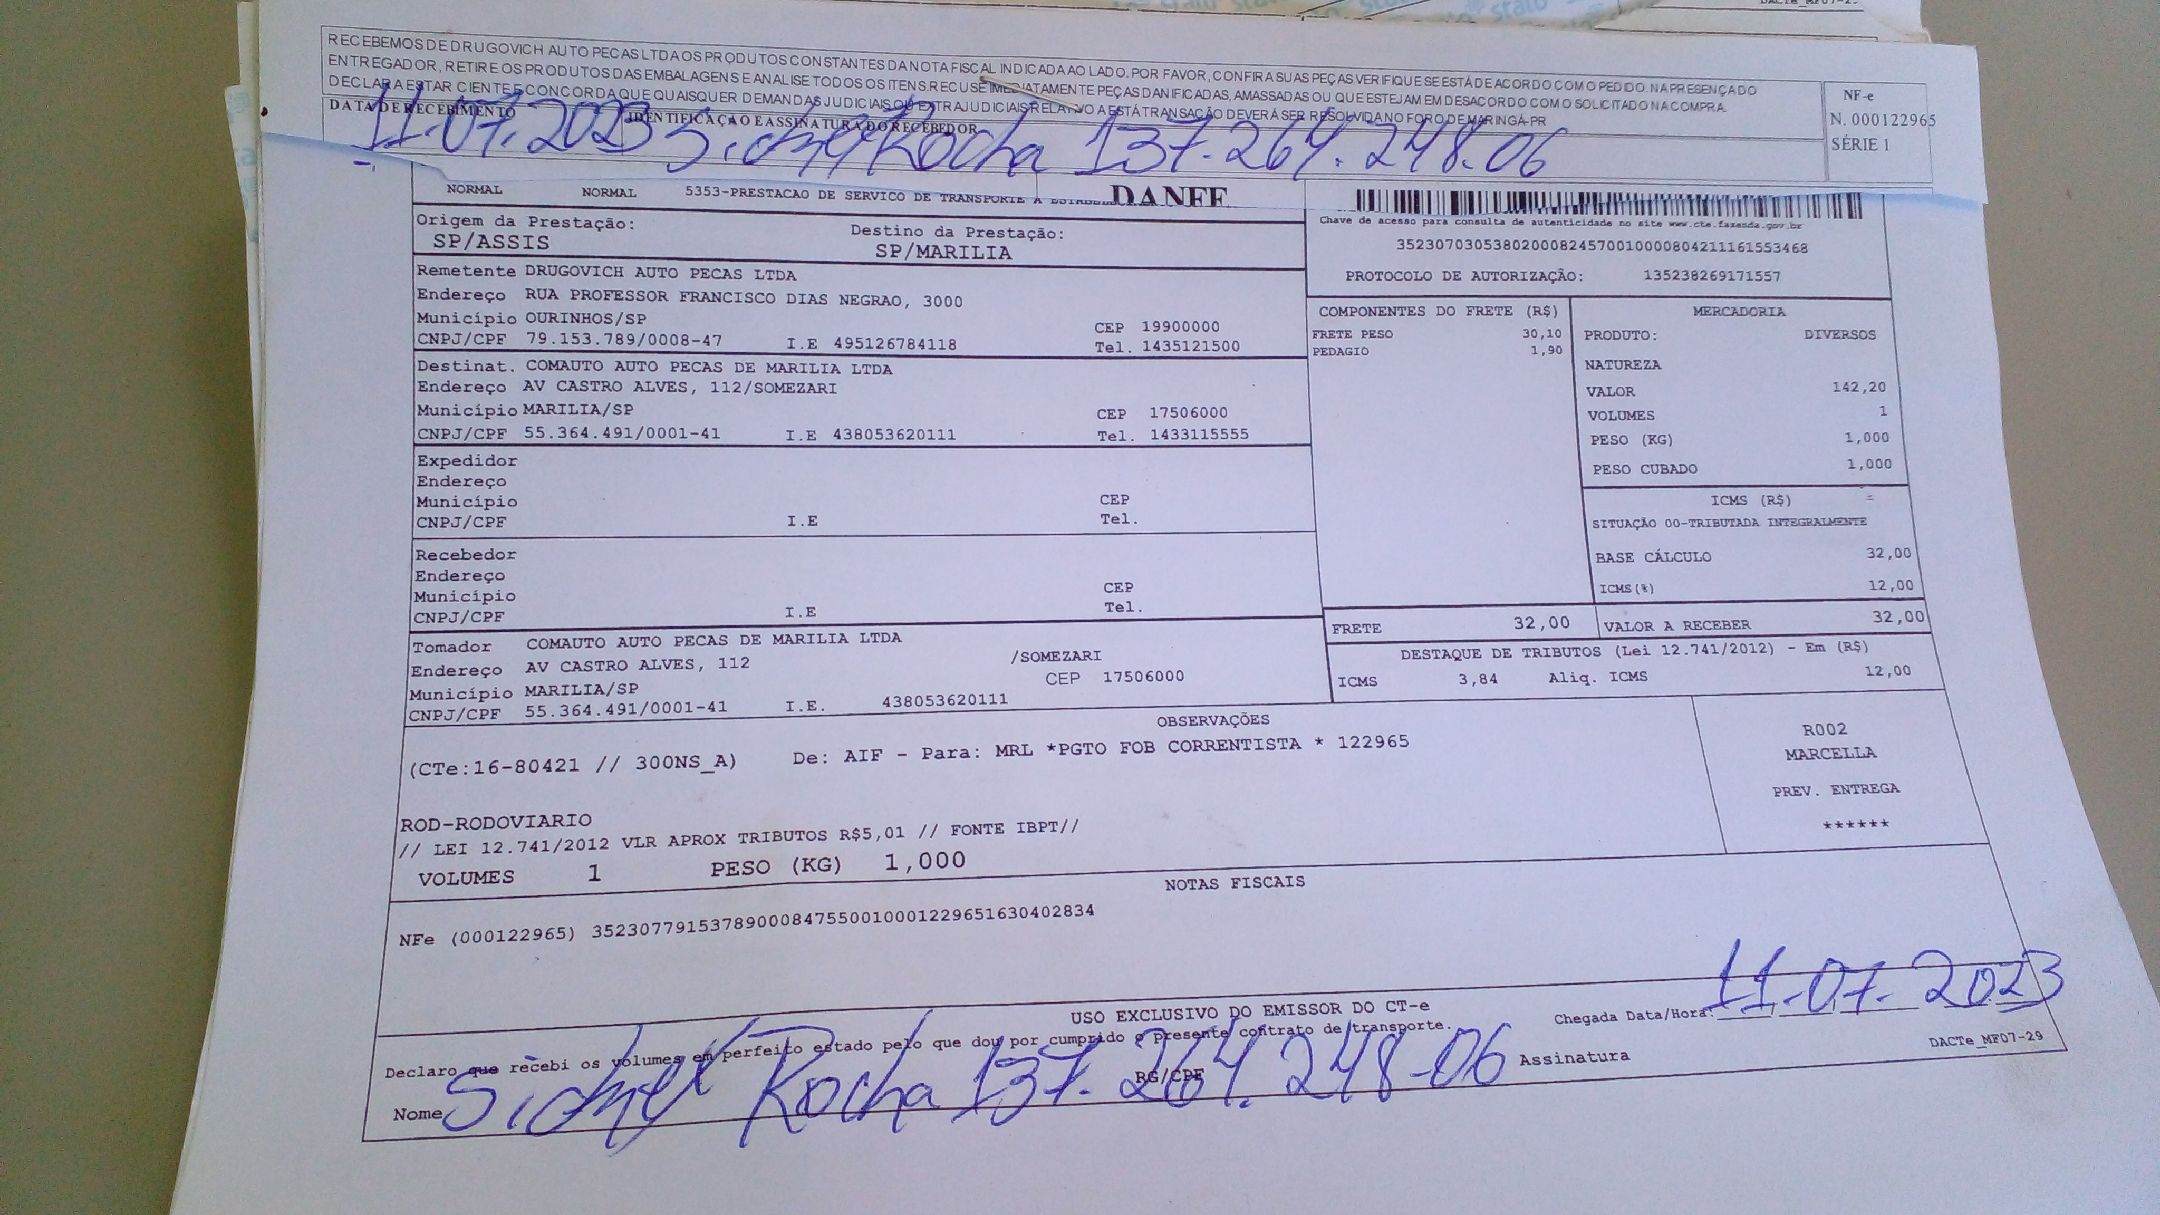 RECEBEMOS DE DRUGOVICH AUTO PECAS LTDA OS PRODUTOS CONSTANTES DA NOTA FISCAL INDICADA AO LADO. POR FAVOR, CONFIRA SUAS PEÇAS VERIFIQUE SE ESTÁ DE ACORDO COM O PEDIDO. NA PRESENÇA DO
ENTREGADOR, RETIRE OS PRODUTOS DAS EMBALAGENS E ANALISE TODOS OS ITENS. RECUSE IMEDIATAMENTE PEÇAS DANIFICADAS, AMASSADAS OU QUE ESTEJAM EM DESACORDO COM O SOLICITADO NA COMPRA.
DECLARA ESTAR CIENTE E CONCORDA QUE QUAISQUER DEMANDAS JUDICIAIS OU EXTRAJUDICIAIS RELATIVO A ESTÁ TRANSAÇÃO DEVERÁ SER RESOLVIDA NO FORO DE MARINGÁ-PR
NF-e
N. 000122965
SÉRIE 1
DATA DE RECEBIMENTO IDENTIFICAÇÃO E ASSINATURA DO RECEBEDOR
11.07.2023 Rocha 137.264.248.06
NORMAL NORMAL 5353-PRESTACAO DE SERVICO DE TRANSPORTE A DANFE
Chave de acesso para consulta de autenticidade no site www.cte.fazenda.gov.br
35230703053802000824570010000804211161553468
PROTOCOLO DE AUTORIZAÇÃO: 135238269171557
Origem da Prestação: Destino da Prestação:
SP/ASSIS SP/MARILIA
Remetente DRUGOVICH AUTO PECAS LTDA
Endereço RUA PROFESSOR FRANCISCO DIAS NEGRAO, 3000
Município OURINHOS/SP CEP 19900000
CNPJ/CPF 79.153.789/0008-47 I.E 495126784118 Tel. 1435121500
Destinat. COMAUTO AUTO PECAS DE MARILIA LTDA
Endereço AV CASTRO ALVES, 112/SOMEZARI
Município MARILIA/SP CEP 17506000
CNPJ/CPF 55.364.491/0001-41 I.E 438053620111 Tel. 1433115555
Expedidor
Endereço
Município CEP
CNPJ/CPF I.E Tel.
Recebedor
Endereço
Município CEP
CNPJ/CPF I.E Tel.
Tomador COMAUTO AUTO PECAS DE MARILIA LTDA
Endereço AV CASTRO ALVES, 112 /SOMEZARI
Município MARILIA/SP CEP 17506000
CNPJ/CPF 55.364.491/0001-41 I.E. 438053620111
COMPONENTES DO FRETE (R$)
FRETE PESO 30,10
PEDAGIO 1,90
MERCADORIA
PRODUTO: DIVERSOS
NATUREZA
VALOR 142,20
VOLUMES 1
PESO (KG) 1,000
PESO CUBADO 1,000
ICMS (R$)
SITUAÇÃO 00-TRIBUTADA INTEGRALMENTE
BASE CÁLCULO 32,00
ICMS(%) 12,00
FRETE 32,00 VALOR A RECEBER 32,00
DESTAQUE DE TRIBUTOS (Lei 12.741/2012) - Em (R$)
ICMS 3,84 Aliq. ICMS 12,00
OBSERVAÇÕES
(CTe:16-80421 // 300NS_A) De: AIF - Para: MRL *PGTO FOB CORRENTISTA * 122965
ROD-RODOVIARIO
// LEI 12.741/2012 VLR APROX TRIBUTOS R$5,01 // FONTE IBPT//
VOLUMES 1 PESO (KG) 1,000
R002
MARCELLA
PREV. ENTREGA
******
NOTAS FISCAIS
NFe (000122965) 35230779153789000847550010001229651630402834
USO EXCLUSIVO DO EMISSOR DO CT-e
Declaro que recebi os volumes em perfeito estado pelo que dou por cumprido o presente contrato de transporte.
Chegada Data/Hora: 11.07.2023
Nome Rocha RG/CPF 137.264.248-06 Assinatura
DACTe_MF07-29